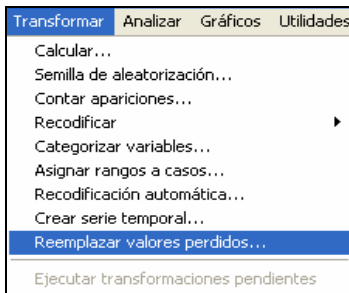 Transformar Analizar Gráficos Utilidades
Calcular...
Semilla de aleatorización...
Contar apariciones...
Recodificar
Categorizar variables...
Asignar rangos a casos...
Recodificación automática...
Crear serie temporal...
Reemplazar valores perdidos...
Ejecutar transformaciones pendientes